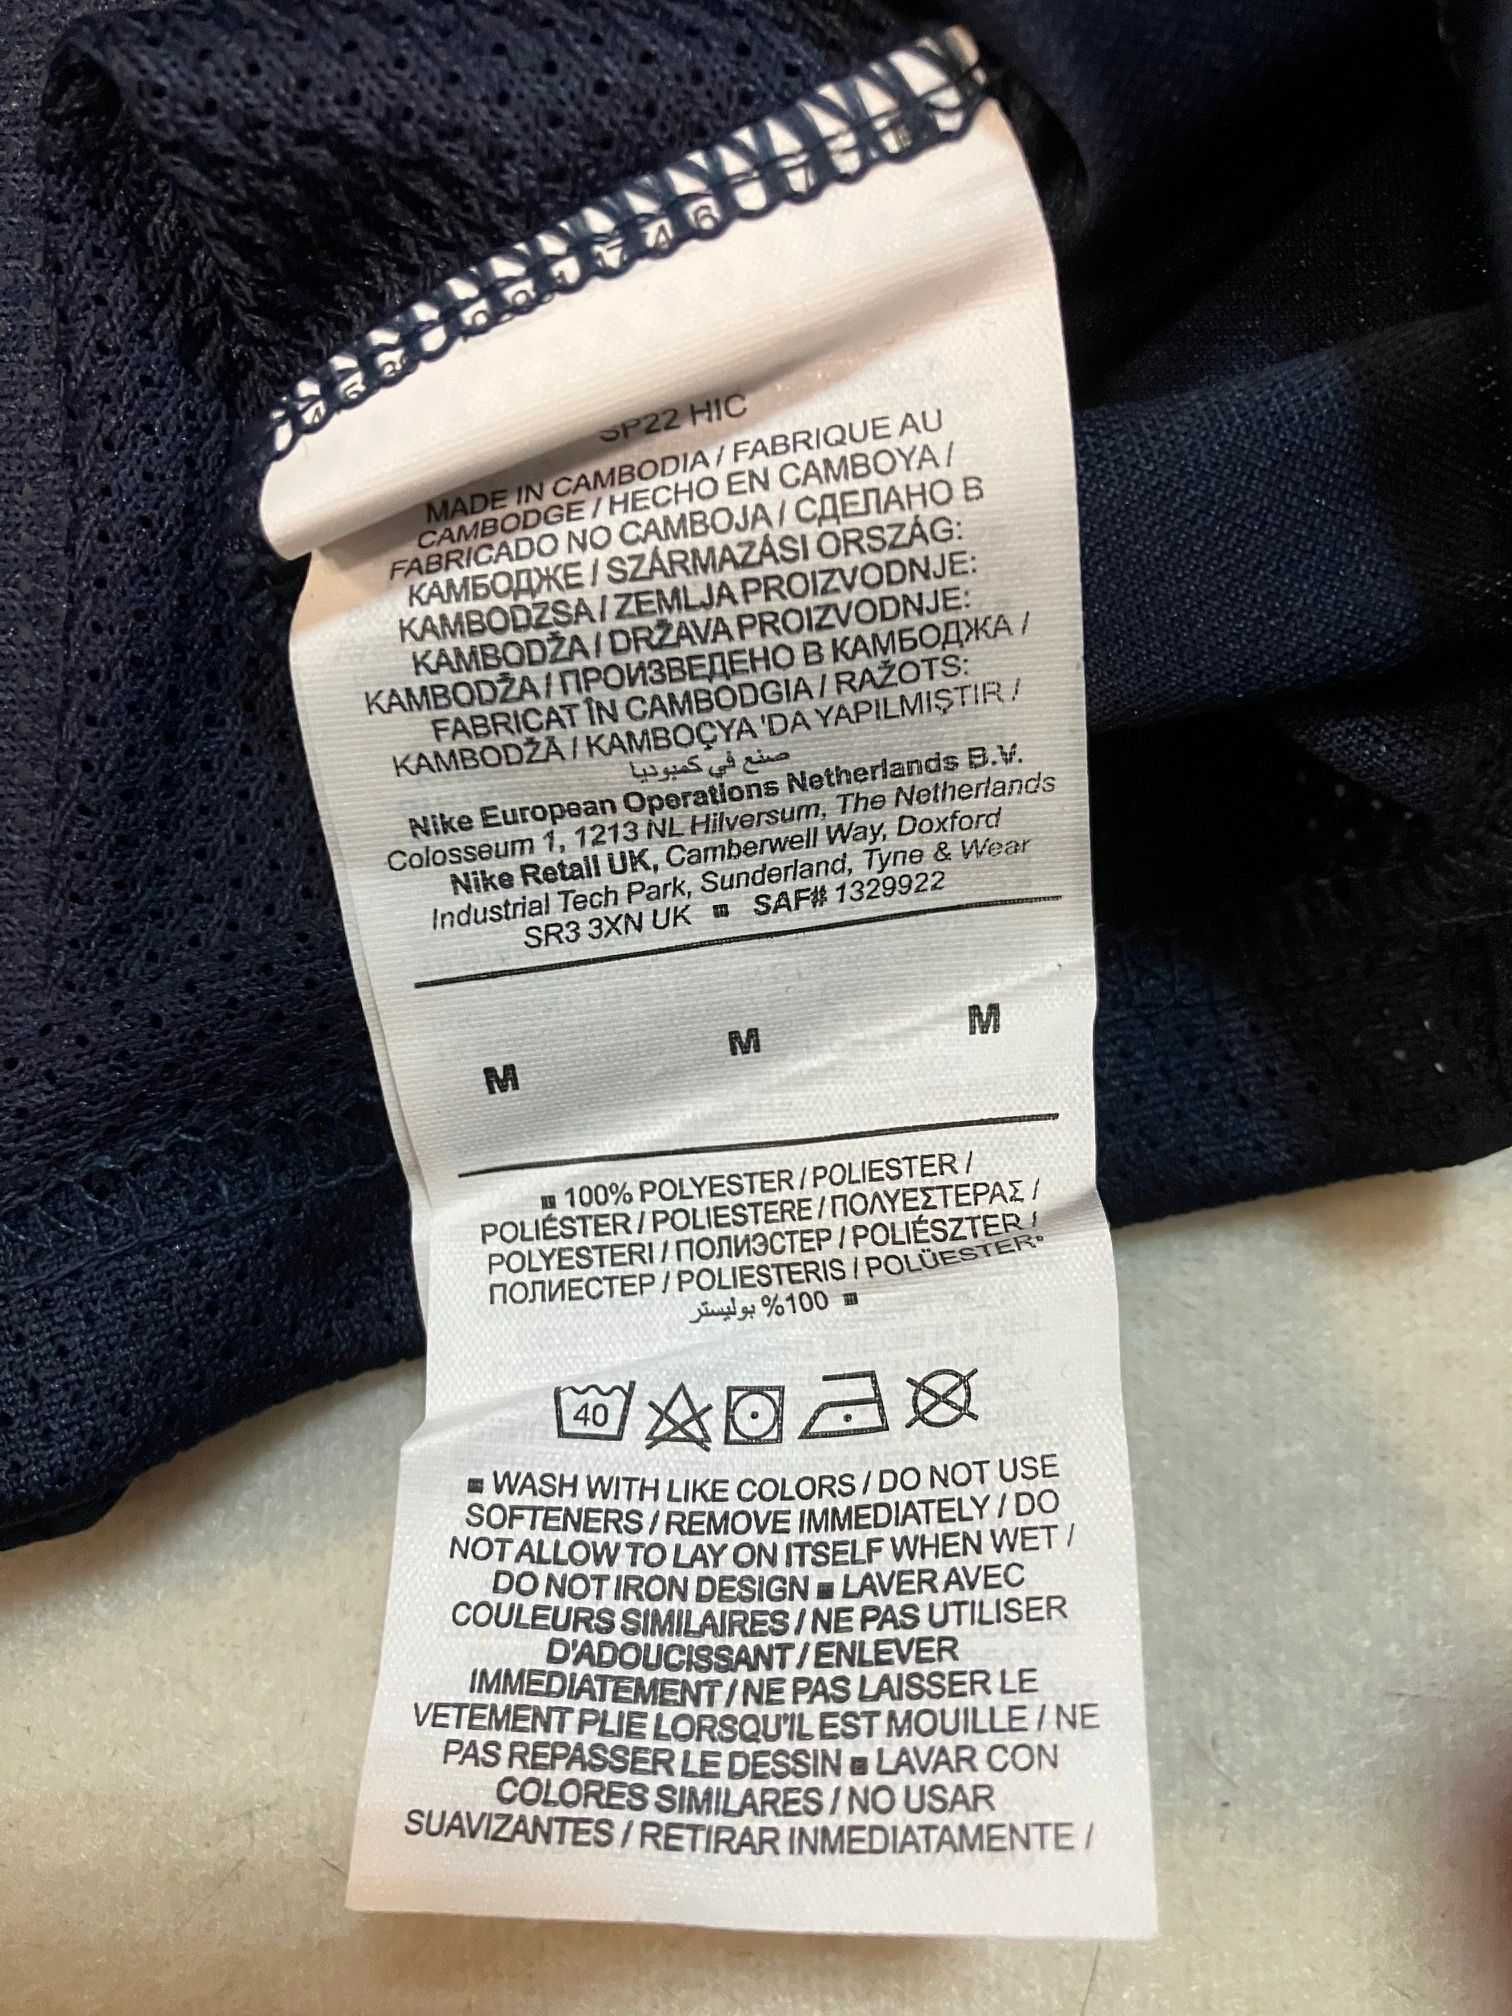 SP22 HIC
MADE IN CAMBODIA / FABRIQUE AU
CAMBODGE / HECHO EN CAMBOYA /
FABRICADO NO CAMBOJA / СДЕЛАНО В
КАМБОДЖЕ / SZÁRMAZÁSI ORSZÁG:
KAMBODZSA / ZEMLJA PROIZVODNJE:
KAMBODŽA / DRŽAVA PROIZVODNJE:
KAMBODŽA / ПРОИЗВЕДЕНО В КАМБОДЖА /
FABRICAT ÎN CAMBODGIA / RAŽOTS:
KAMBODŽĀ / KAMBOÇYA 'DA YAPILMIŞTIR /
صنع في كمبوديا
Nike European Operations Netherlands B.V.
Colosseum 1, 1213 NL Hilversum, The Netherlands
Nike Retail UK, Camberwell Way, Doxford
Industrial Tech Park, Sunderland, Tyne & Wear
SR3 3XN UK ■ SAF# 1329922
M M M
■ 100% POLYESTER / POLIESTER /
POLIÉSTER / POLIESTERE / ΠΟΛΥΕΣΤΕΡΑΣ /
POLYESTERI / ПОЛИЭСТЕР / POLIÉSZTER /
ПОЛИЕСТЕР / POLIESTERIS / POLÜESTER
100% بوليستر ■
40
■ WASH WITH LIKE COLORS / DO NOT USE
SOFTENERS / REMOVE IMMEDIATELY / DO
NOT ALLOW TO LAY ON ITSELF WHEN WET /
DO NOT IRON DESIGN ■ LAVER AVEC
COULEURS SIMILAIRES / NE PAS UTILISER
D'ADOUCISSANT / ENLEVER
IMMEDIATEMENT / NE PAS LAISSER LE
VETEMENT PLIE LORSQU'IL EST MOUILLE / NE
PAS REPASSER LE DESSIN ■ LAVAR CON
COLORES SIMILARES / NO USAR
SUAVIZANTES / RETIRAR INMEDIATAMENTE /